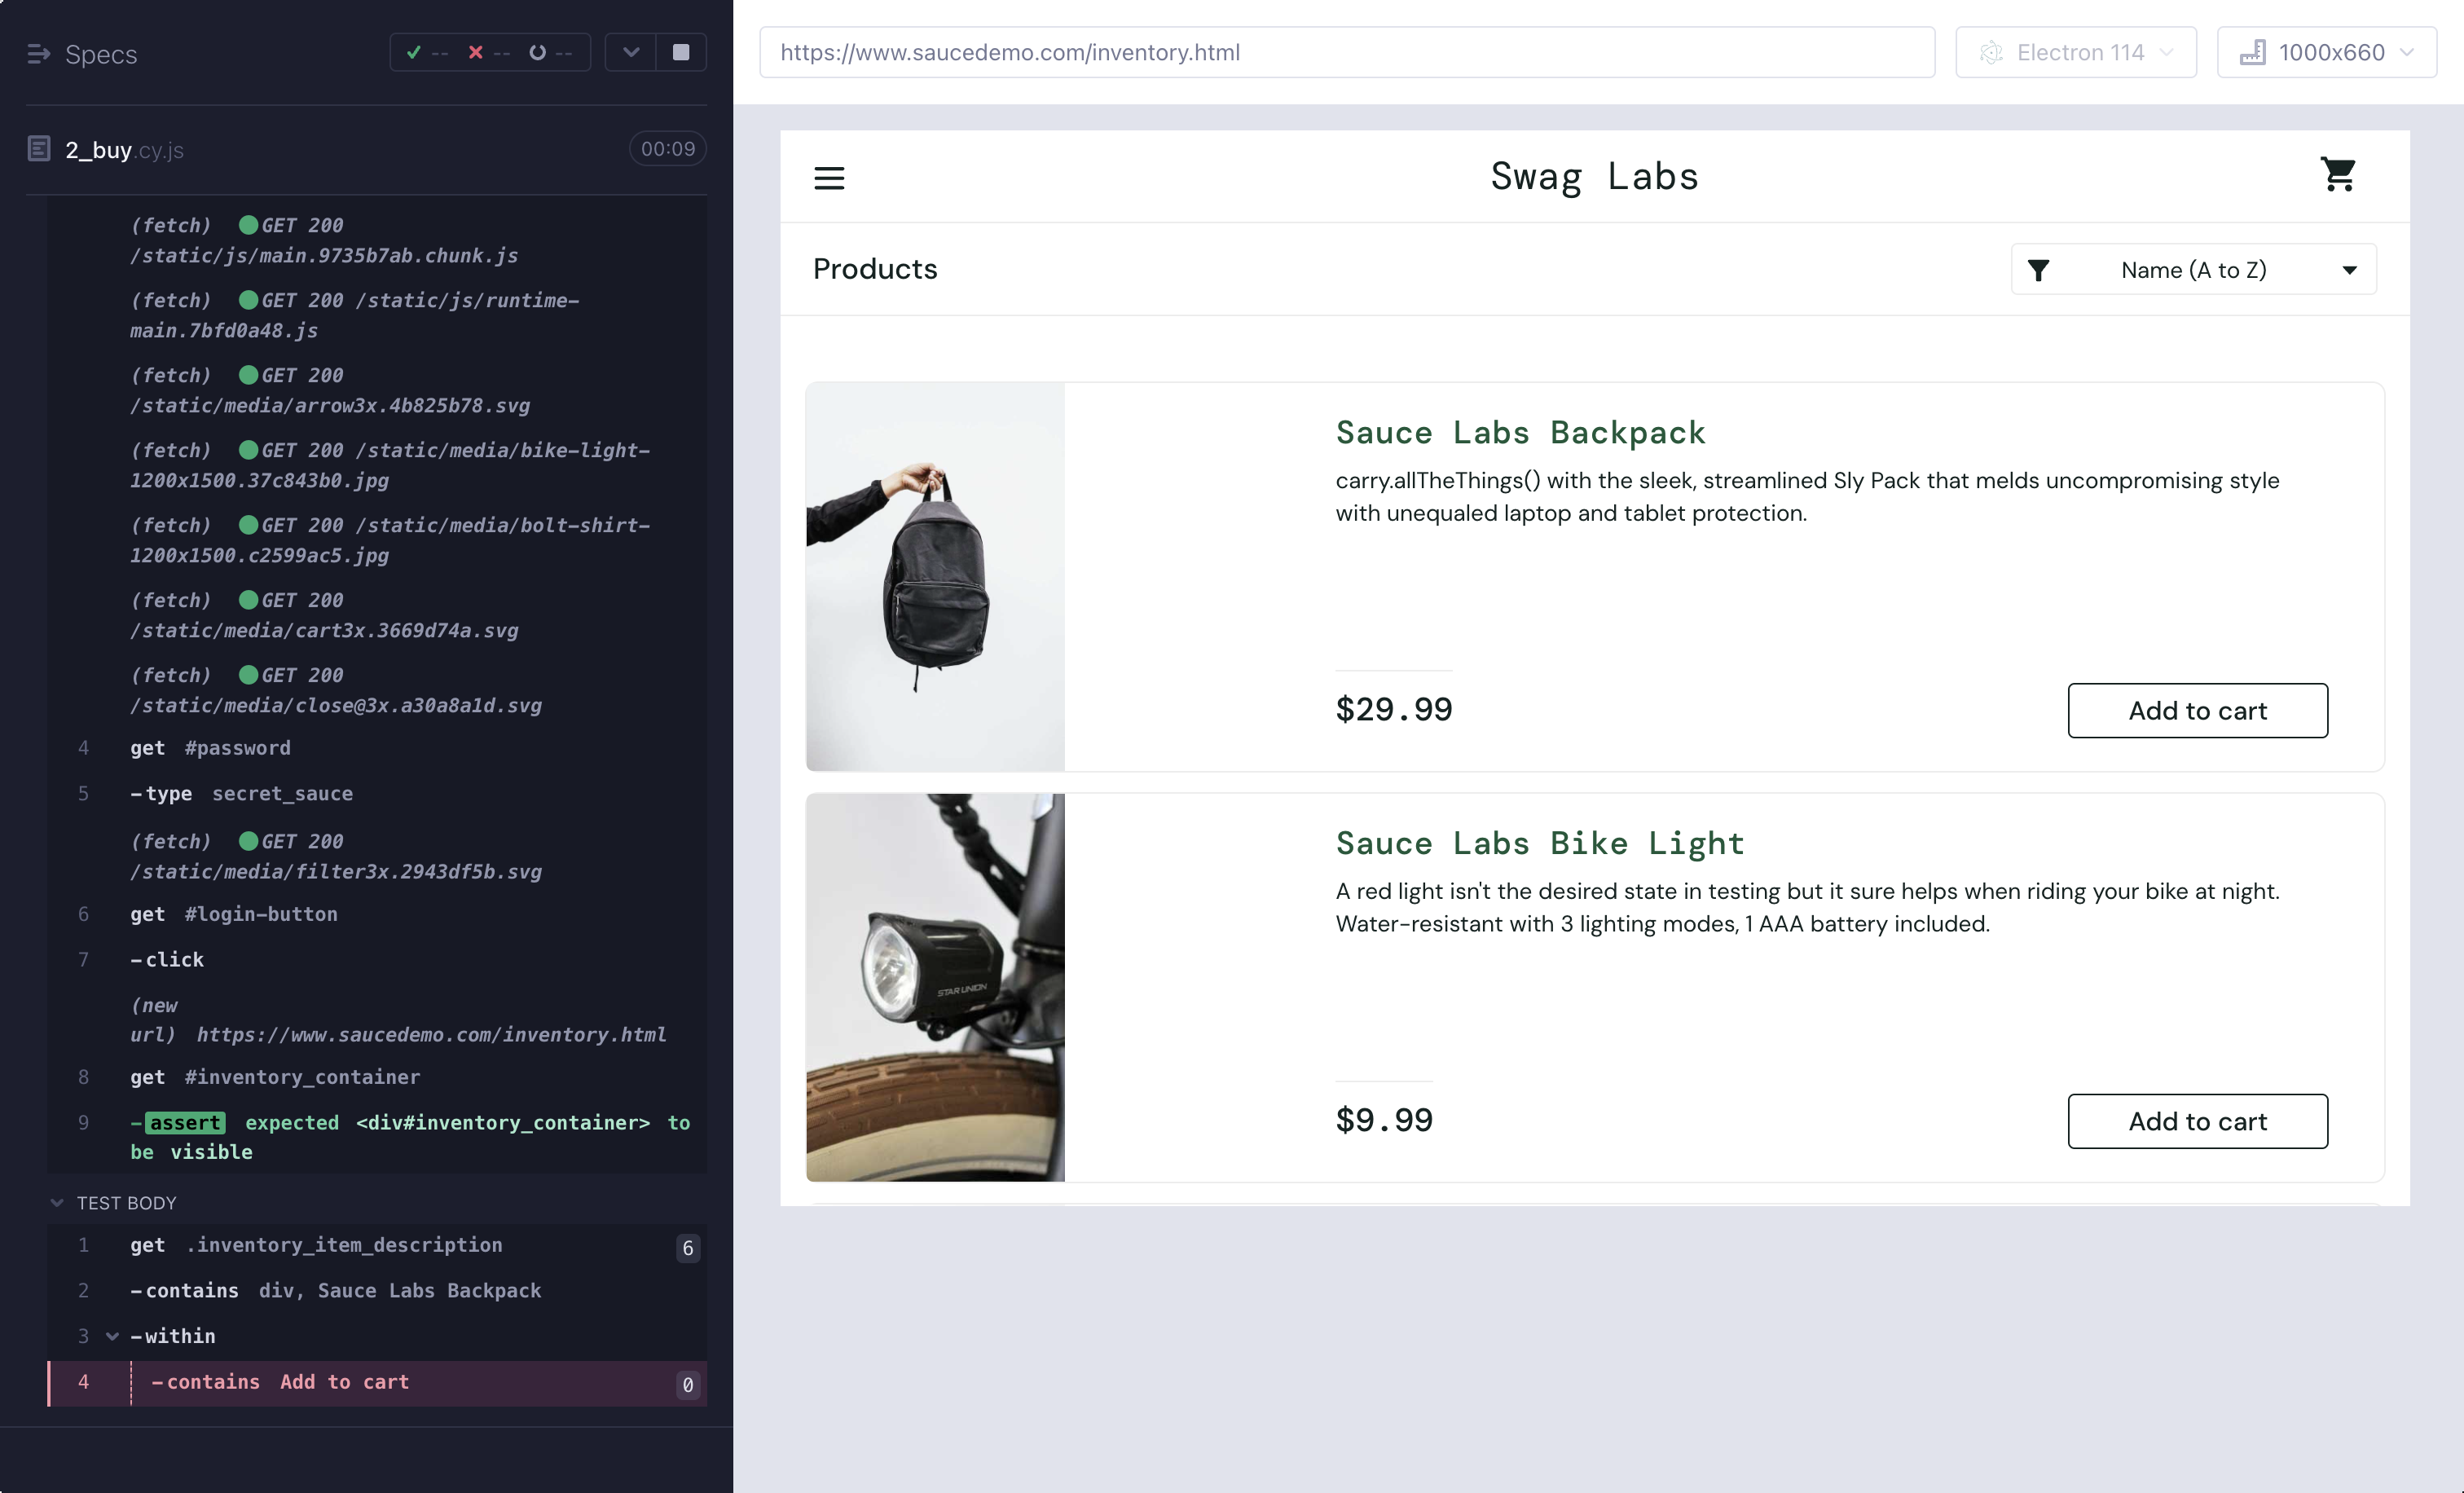 Specs
-- -- --
2_buy.cy.js
00:09
(fetch) GET 200
/static/js/main.9735b7ab.chunk.js
(fetch) GET 200 /static/js/runtime-
main.7bfd0a48.js
(fetch) GET 200
/static/media/arrow3x.4b825b78.svg
(fetch) GET 200 /static/media/bike-light-
1200x1500.37c843b0.jpg
(fetch) GET 200 /static/media/bolt-shirt-
1200x1500.c2599ac5.jpg
(fetch) GET 200
/static/media/cart3x.3669d74a.svg
(fetch) GET 200
/static/media/close@3x.a30a8a1d.svg
4 get #password
5 -type secret_sauce
(fetch) GET 200
/static/media/filter3x.2943df5b.svg
6 get #login-button
7 -click
(new
url) https://www.saucedemo.com/inventory.html
8 get #inventory_container
9 -assert expected <div#inventory_container> to
be visible
TEST BODY
1 get .inventory_item_description 6
2 -contains div, Sauce Labs Backpack
3 -within
4 -contains Add to cart 0
https://www.saucedemo.com/inventory.html
Electron 114
1000x660
Swag Labs
Products
Name (A to Z)
Sauce Labs Backpack
carry.allTheThings() with the sleek, streamlined Sly Pack that melds uncompromising style
with unequaled laptop and tablet protection.
$29.99
Add to cart
STAR UNION
Sauce Labs Bike Light
A red light isn't the desired state in testing but it sure helps when riding your bike at night.
Water-resistant with 3 lighting modes, 1 AAA battery included.
$9.99
Add to cart